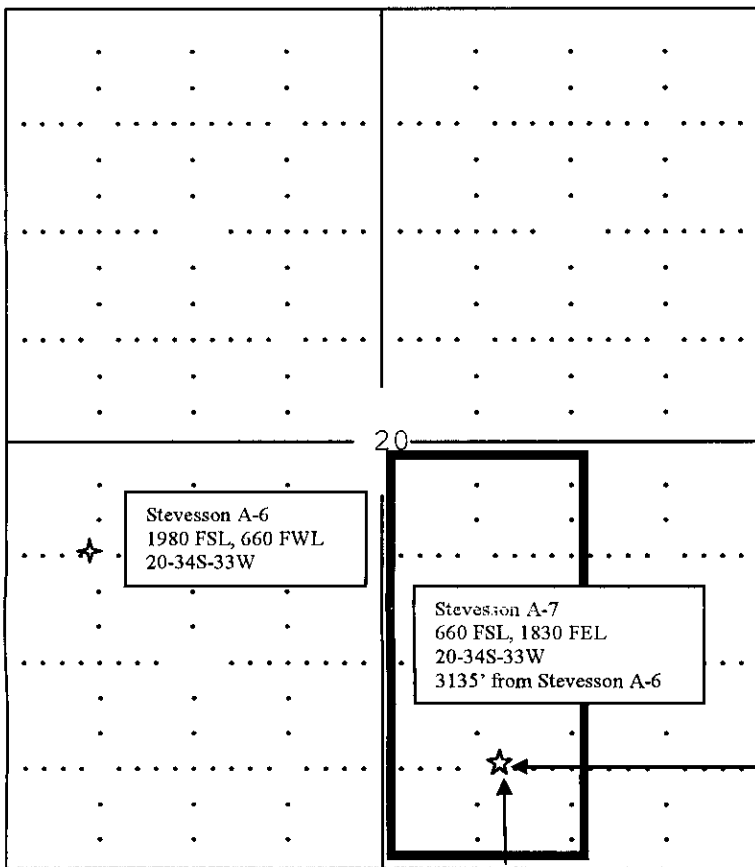 20
Stevesson A-6
1980 FSL, 660 FWL
20-34S-33W
Stevesson A-7
660 FSL, 1830 FEL
20-34S-33W
3135' from Stevesson A-6